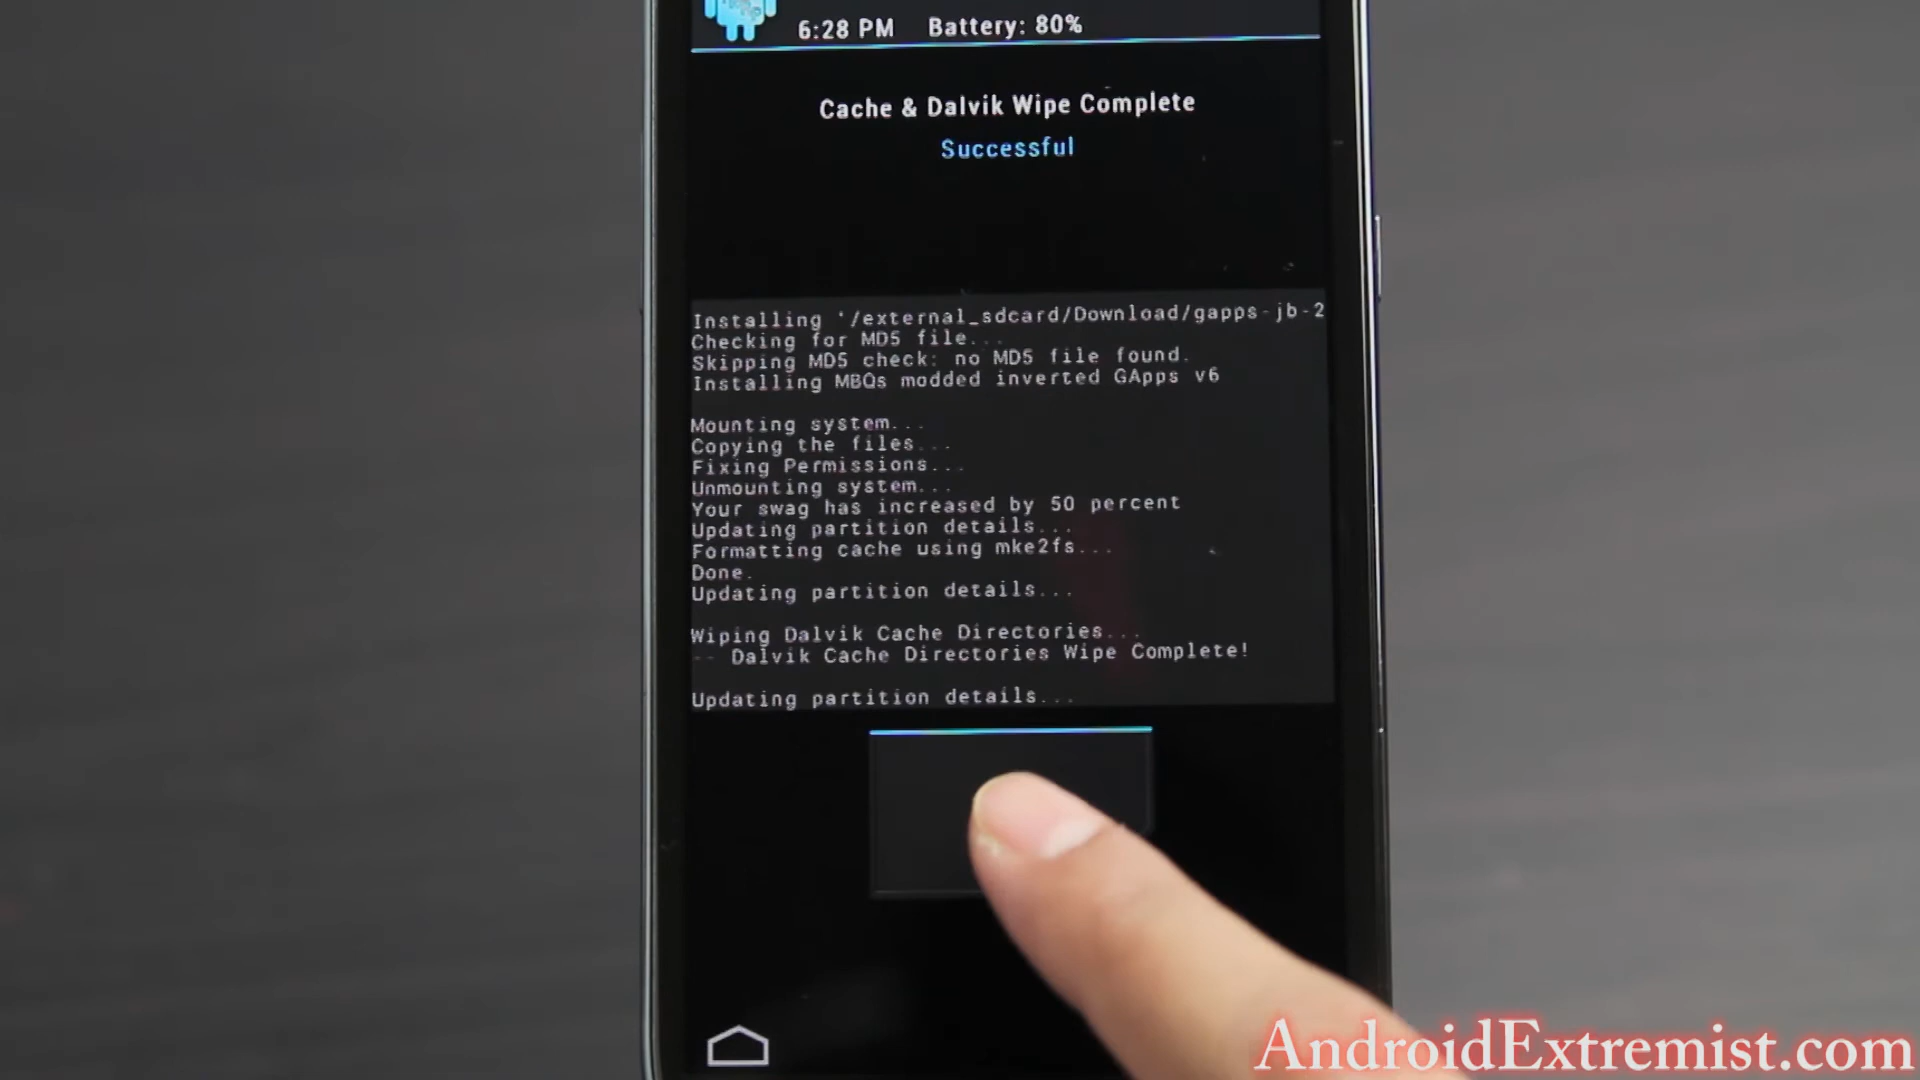 6:28 PM Battery: 80%
Cache & Dalvik Wipe Complete
Successful
Installing '/external_sdcard/Download/gapps-jb-2
Checking for MD5 file...
Skipping MD5 check: no MD5 file found.
Installing MBQs modded inverted GApps v6
Mounting system...
Copying the files...
Fixing Permissions...
Unmounting system...
Your swag has increased by 50 percent
Updating partition details...
Formatting cache using mke2fs...
Done.
Updating partition details...
Wiping Dalvik Cache Directories...
-- Dalvik Cache Directories Wipe Complete!
Updating partition details...
AndroidExtremist.com